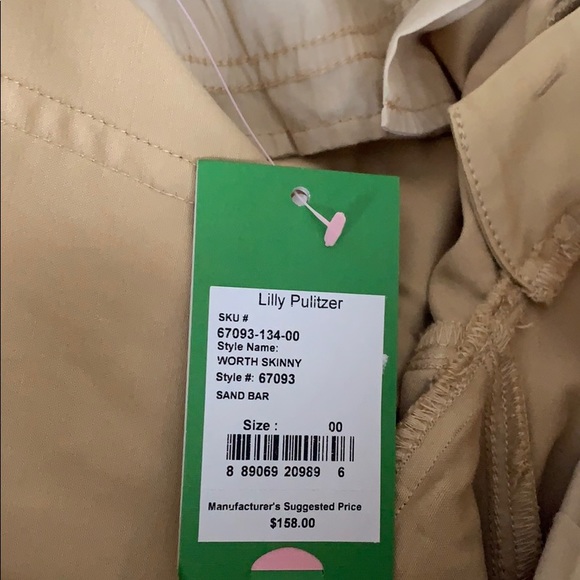 Lilly Pulitzer
SKU #
67093-134-00
Style Name:
WORTH SKINNY
Style #: 67093
SAND BAR
Size : 00
8 89069 20989 6
Manufacturer's Suggested Price
$158.00